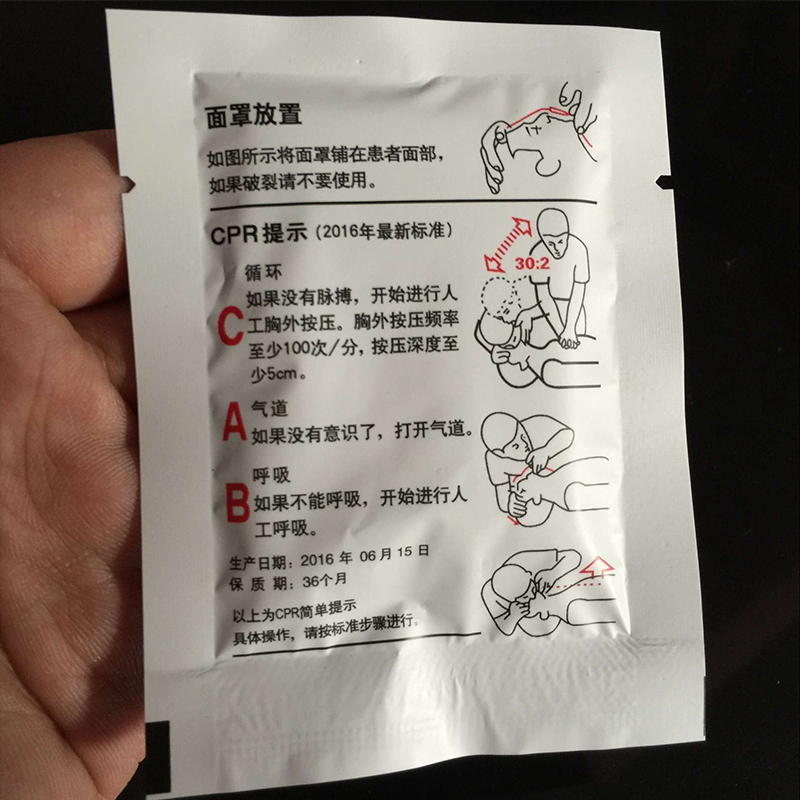 面罩放置
如图所示将面罩铺在患者面部，
如果破裂请不要使用。
CPR提示（2016年最新标准）
30:2
循环
C
如果没有脉搏，开始进行人
工胸外按压。胸外按压频率
至少100次/分，按压深度至
少5cm。
A
气道
如果没有意识了，打开气道。
B
呼吸
如果不能呼吸，开始进行人
工呼吸。
生产日期：2016 年 06月 15 日
保 质 期：36个月
以上为CPR简单提示
具体操作，请按标准步骤进行。